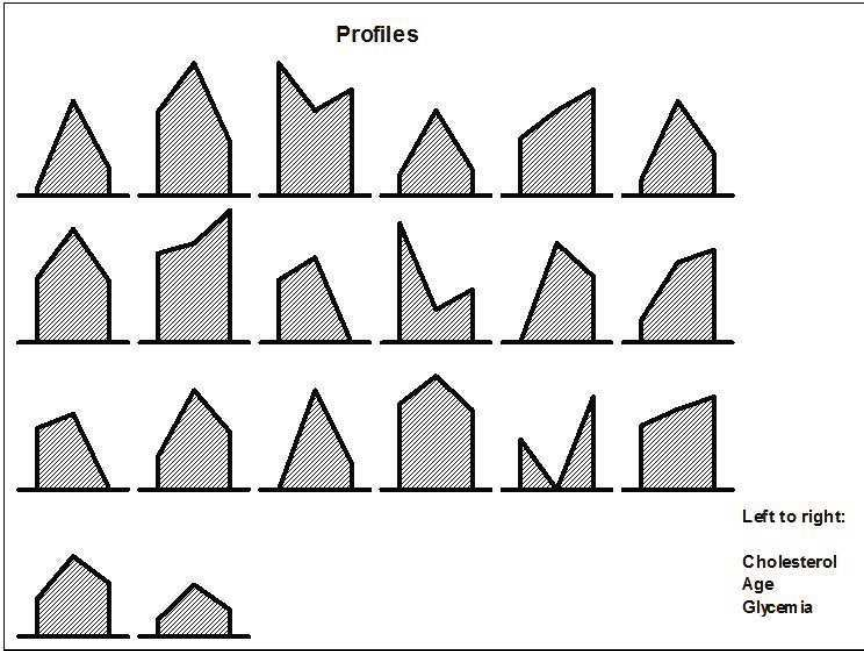 Profiles
Left to right:
Cholesterol
Age
Glycemia